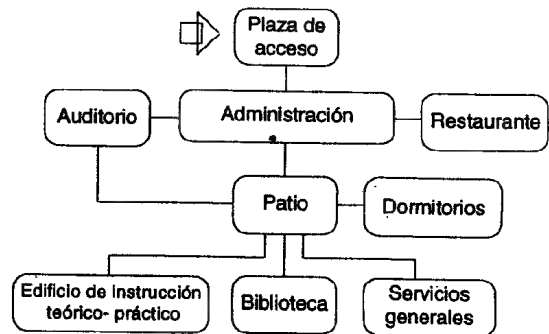 Plaza de
acceso
Auditorio
Administración
Restaurante
Patio
Dormitorios
Edificio de instrucción
teórico- práctico
Biblioteca
Servicios
generales